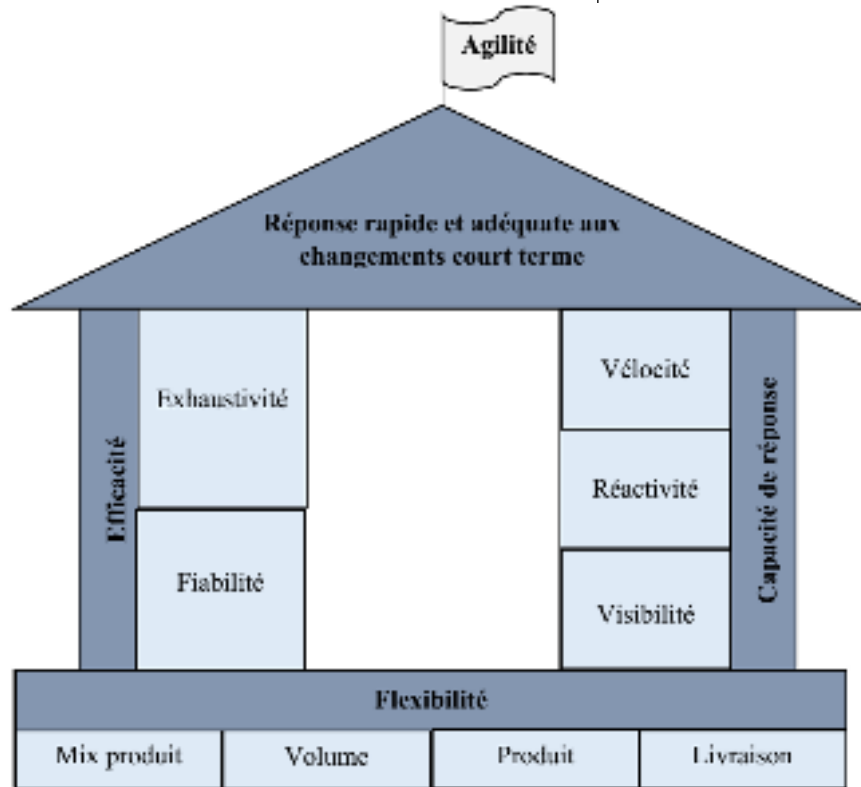 Agilité
Réponse rapide et adéquate aux
changements court terme
Efficacité
Exhaustivité
Fiabilité
Vélocité
Réactivité
Visibilité
Capacité de réponse
Flexibilité
Mix produit
Volume
Produit
Livraison